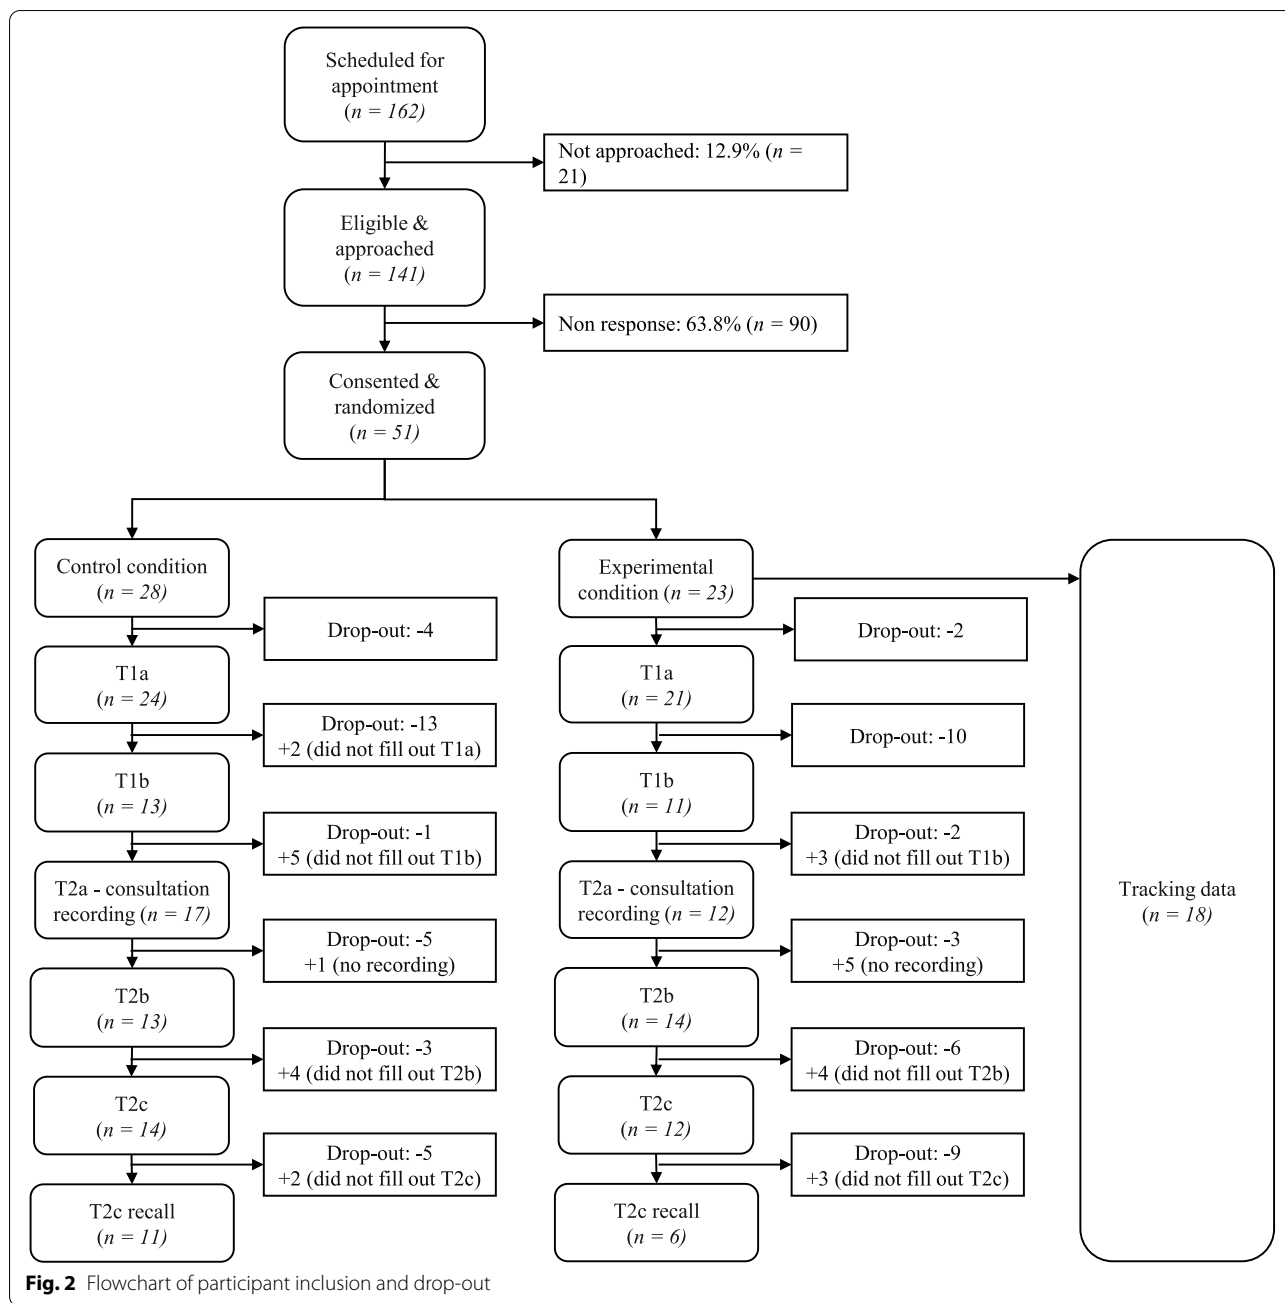 Scheduled for
appointment
(n = 162)
Not approached: 12.9% (n =
21)
Eligible &
approached
(n = 141)
Non response: 63.8% (n = 90)
Consented &
randomized
(n = 51)
Control condition
(n = 28)
Experimental
condition (n = 23)
Drop-out: -4
Drop-out: -2
T1a
(n = 24)
T1a
(n = 21)
Drop-out: -13
+2 (did not fill out T1a)
Drop-out: -10
T1b
(n = 13)
T1b
(n = 11)
Drop-out: -1
+5 (did not fill out T1b)
Drop-out: -2
+3 (did not fill out T1b)
T2a - consultation
recording (n = 17)
T2a - consultation
recording (n = 12)
Tracking data
(n = 18)
Drop-out: -5
+1 (no recording)
Drop-out: -3
+5 (no recording)
T2b
(n = 13)
T2b
(n = 14)
Drop-out: -3
+4 (did not fill out T2b)
Drop-out: -6
+4 (did not fill out T2b)
T2c
(n = 14)
T2c
(n = 12)
Drop-out: -5
+2 (did not fill out T2c)
Drop-out: -9
+3 (did not fill out T2c)
T2c recall
(n = 11)
T2c recall
(n = 6)
Fig. 2 Flowchart of participant inclusion and drop-out